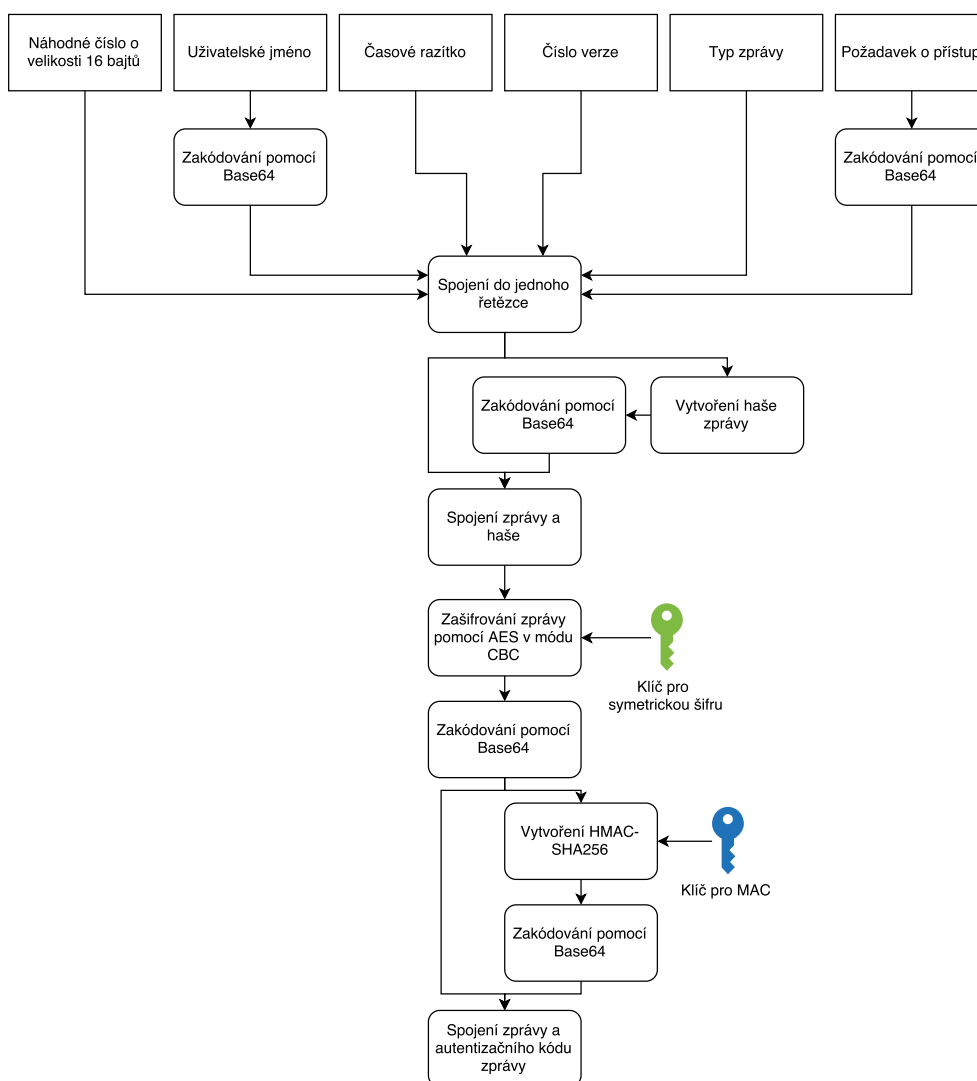 Náhodné číslo o
velikosti 16 bajtů
Uživatelské jméno
Časové razítko
Číslo verze
Typ zprávy
Požadavek o přístup
Zakódování pomocí
Base64
Zakódování pomocí
Base64
Spojení do jednoho
řetězce
Zakódování pomocí
Base64
Vytvoření haše
zprávy
Spojení zprávy a
haše
Zašifrování zprávy
pomocí AES v módu
CBC
Klíč pro
symetrickou šifru
Zakódování pomocí
Base64
Vytvoření HMAC-
SHA256
Klíč pro MAC
Zakódování pomocí
Base64
Spojení zprávy a
autentizačního kódu
zprávy